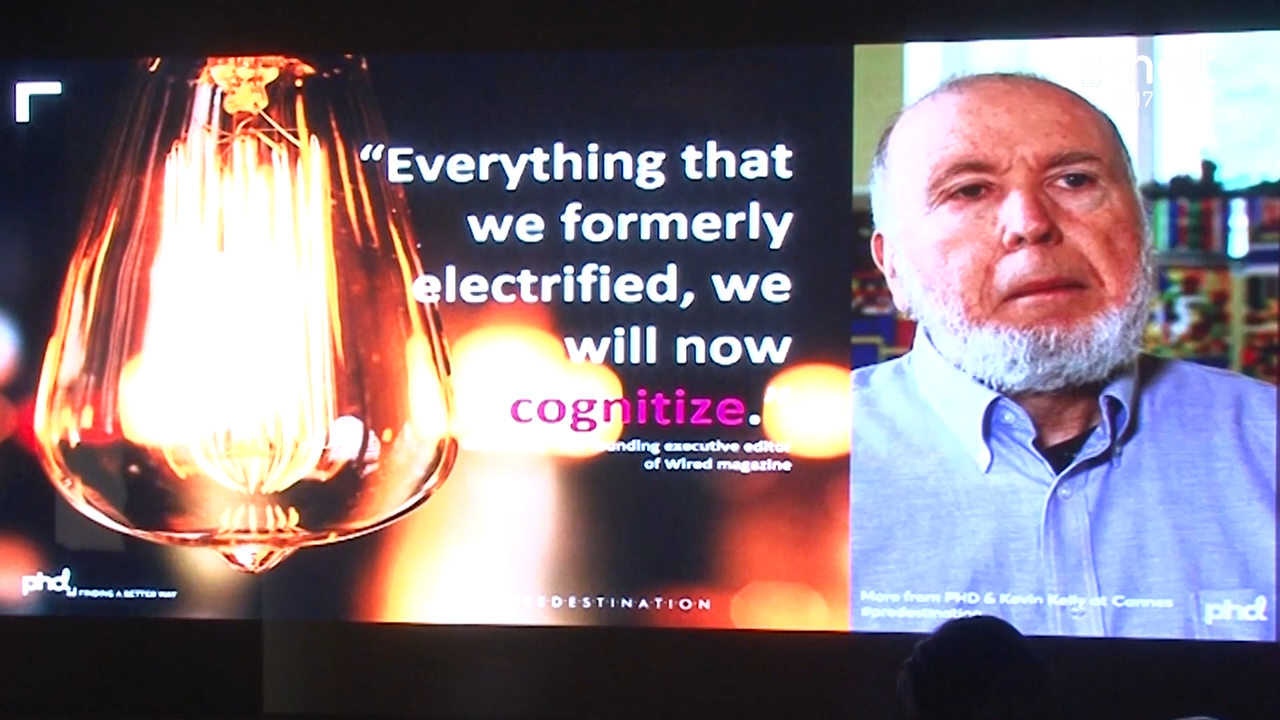 “Everything that
we formerly
electrified, we
will now
cognitize.
executive editor
of Wired magazine
phd FINDING A BETTER WAY
PREDESTINATION
More from PHD & Kevin Kelly at Cannes
#predestination
phd